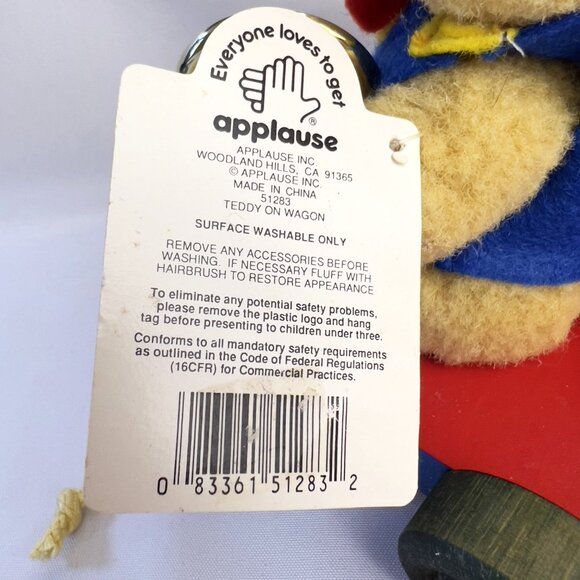 Everyone loves to get
applause®
APPLAUSE INC.
WOODLAND HILLS, CA 91365
© APPLAUSE INC.
MADE IN CHINA
51283
TEDDY ON WAGON
SURFACE WASHABLE ONLY
REMOVE ANY ACCESSORIES BEFORE
WASHING. IF NECESSARY FLUFF WITH
HAIRBRUSH TO RESTORE APPEARANCE
To eliminate any potential safety problems,
please remove the plastic logo and hang
tag before presenting to children under three.
Conforms to all mandatory safety requirements
as outlined in the Code of Federal Regulations
(16CFR) for Commercial Practices.
0 83361 51283 2